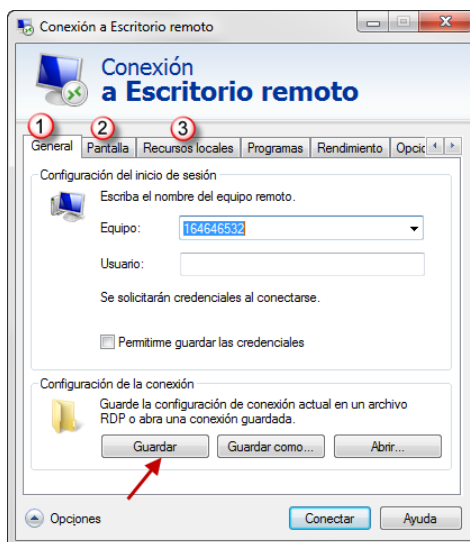 Conexión a Escritorio remoto
Conexión
a Escritorio remoto
1 2 3
General Pantalla Recursos locales Programas Rendimiento Opcic
Configuración del inicio de sesión
Escriba el nombre del equipo remoto.
Equipo: 164646532
Usuario:
Se solicitarán credenciales al conectarse.
Permitirme guardar las credenciales
Configuración de la conexión
Guarde la configuración de conexión actual en un archivo
RDP o abra una conexión guardada.
Guardar Guardar como... Abrir...
Opciones Conectar Ayuda